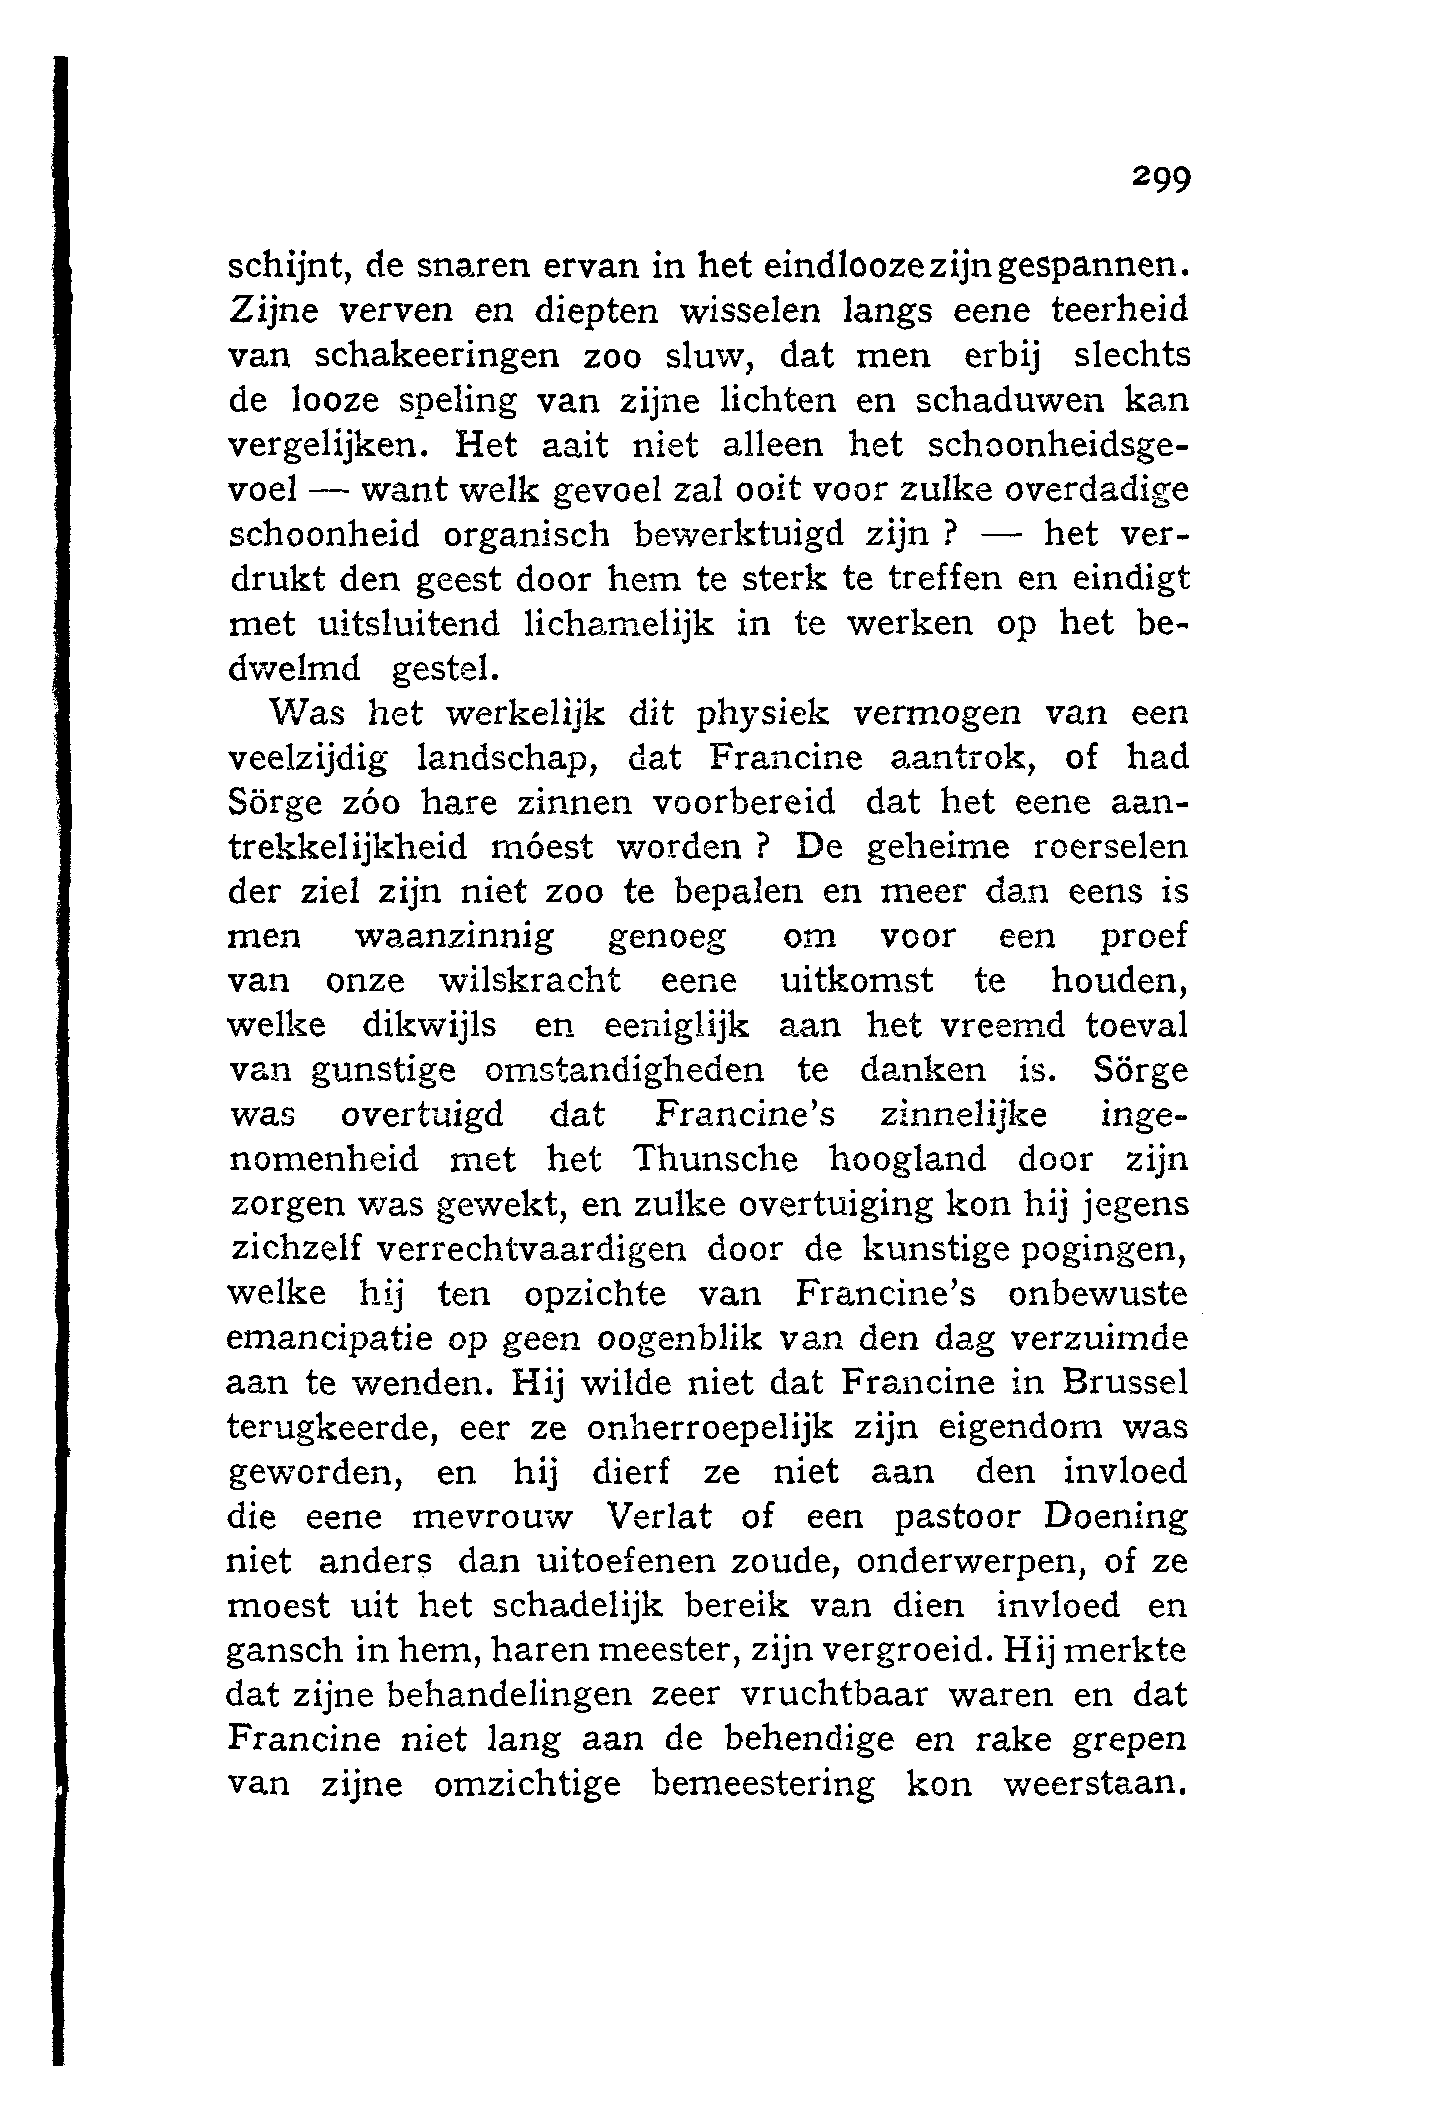 299
schijnt, de snaren ervan in het eindlooze zijn gespannen.
Zijne verven en diepten wisselen langs eene teerheid
van schakeeringen zoo sluw, dat men erbij slechts
de looze speling van zijne lichten en schaduwen kan
vergelijken. Het aait niet alleen het schoonheidsge-
voel — want welk gevoel zal ooit voor zulke overdadige
schoonheid organisch bewerktuigd zijn ? — het ver-
drukt den geest door hem te sterk te treffen en eindigt
met uitsluitend lichamelijk in te werken op het be-
dwelmd gestel.
Was het werkelijk dit physiek vermogen van een
veelzijdig landschap, dat Francine aantrok, of had
Sörge zóo hare zinnen voorbereid dat het eene aan-
trekkelijkheid móest worden ? De geheime roerselen
der ziel zijn niet zoo te bepalen en meer dan eens is
men waanzinnig genoeg om voor een proef
van onze wilskracht eene uitkomst te houden,
welke dikwijls en eeniglijk aan het vreemd toeval
van gunstige omstandigheden te danken is. Sörge
was overtuigd dat Francine's zinnelijke inge-
nomenheid met het Thunsche hoogland door zijn
zorgen was gewekt, en zulke overtuiging kon hij jegens
zichzelf verrechtvaardigen door de kunstige pogingen,
welke hij ten opzichte van Francine's onbewuste
emancipatie op geen oogenblik van den dag verzuimde
aan te wenden. Hij wilde niet dat Francine in Brussel
terugkeerde, eer ze onherroepelijk zijn eigendom was
geworden, en hij dierf ze niet aan den invloed
die eene mevrouw Verlat of een pastoor Doening
niet anders dan uitoefenen zoude, onderwerpen, of ze
moest uit het schadelijk bereik van dien invloed en
gansch in hem, haren meester, zijn vergroeid. Hij merkte
dat zijne behandelingen zeer vruchtbaar waren en dat
Francine niet lang aan de behendige en rake grepen
van zijne omzichtige bemeestering kon weerstaan.